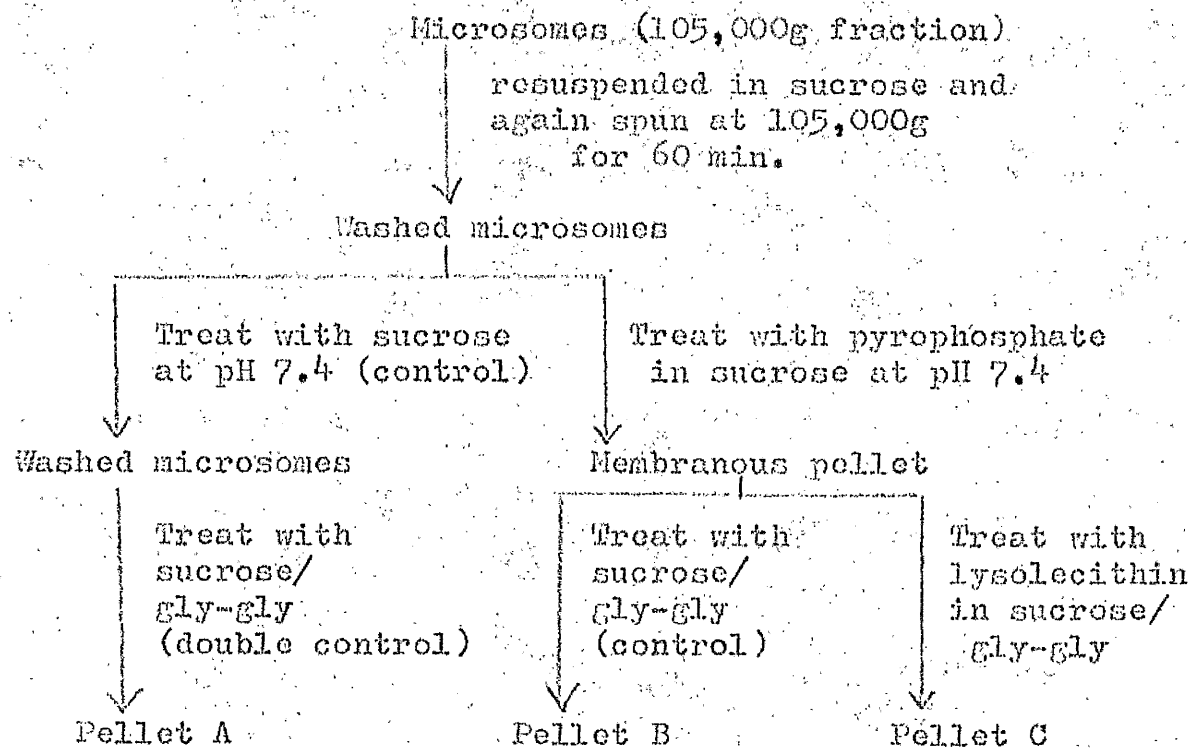 Microsomes (105,000g fraction)
resuspended in sucrose and
again spun at 105,000g
for 60 min.
Washed microsomes
Treat with sucrose
at pH 7.4 (control)
Treat with pyrophosphate
in sucrose at pH 7.4
Washed microsomes
Membranous pellet
Treat with
sucrose/
gly-gly
(double control)
Treat with
sucrose/
gly-gly
(control)
Treat with
lysolecithin
in sucrose/
gly-gly
Pellet A
Pellet B
Pellet C